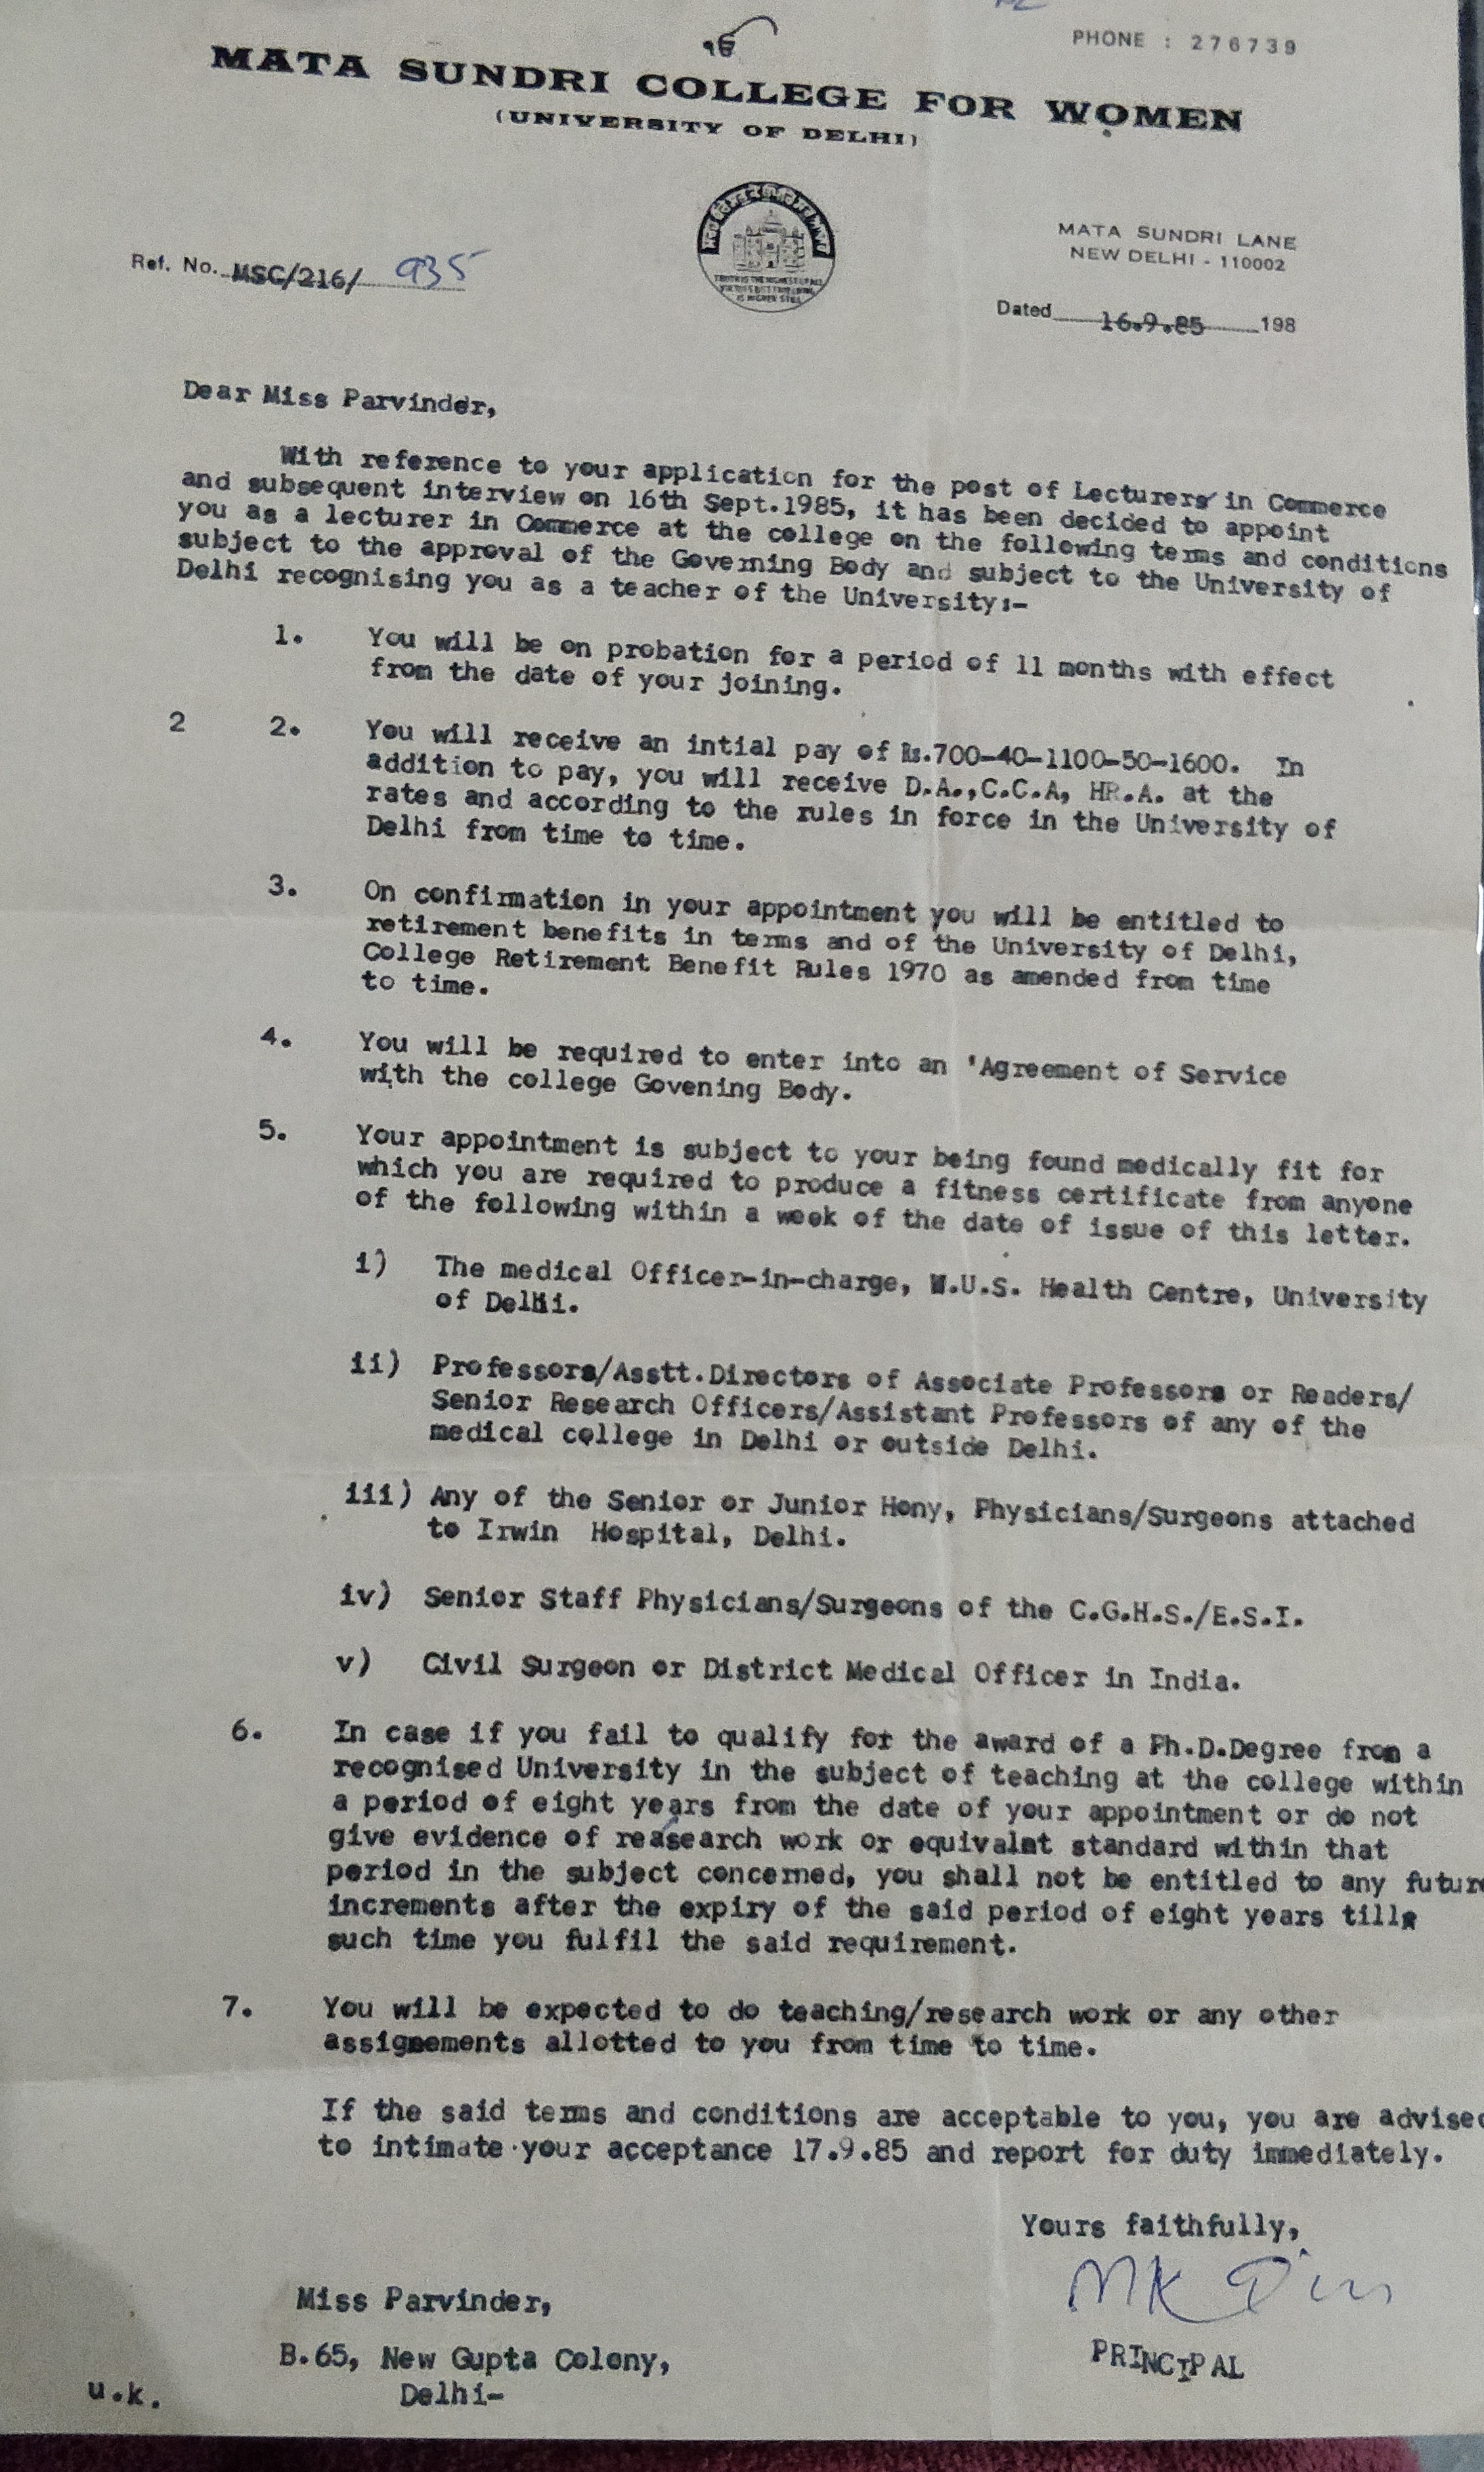 ੴ
PHONE : 276739
MATA SUNDRI COLLEGE FOR WOMEN
(UNIVERSITY OF DELHI)
MATA SUNDRI LANE
NEW DELHI - 110002
Ref. No. MSC/216/ 935
TRUTH IS THE HIGHEST OF ALL
IS HIGHER STILL
Dated 16.9.85 198
Dear Miss Parvinder,
With reference to your application for the post of Lecturers in Commerce
and subsequent interview on 16th Sept.1985, it has been decided to appoint
you as a lecturer in Commerce at the college on the following terms and conditions
subject to the approval of the Governing Body and subject to the University of
Delhi recognising you as a teacher of the University:-
1. You will be on probation for a period of 11 months with effect
from the date of your joining.
2 2. You will receive an intial pay of Rs.700-40-1100-50-1600. In
addition to pay, you will receive D.A.,C.C.A, HR.A. at the
rates and according to the rules in force in the University of
Delhi from time to time.
3. On confirmation in your appointment you will be entitled to
retirement benefits in terms and of the University of Delhi,
College Retirement Benefit Rules 1970 as amended from time
to time.
4. You will be required to enter into an 'Agreement of Service
with the college Govening Body.
5. Your appointment is subject to your being found medically fit for
which you are required to produce a fitness certificate from anyone
of the following within a week of the date of issue of this letter.
i) The medical Officer-in-charge, W.U.S. Health Centre, University
of Delhi.
ii) Professors/Asstt.Directors of Associate Professors or Readers/
Senior Research Officers/Assistant Professors of any of the
medical college in Delhi or outside Delhi.
iii) Any of the Senior or Junior Hony, Physicians/Surgeons attached
to Irwin Hospital, Delhi.
iv) Senior Staff Physicians/Surgeons of the C.G.H.S./E.S.I.
v) Civil Surgeon or District Medical Officer in India.
6. In case if you fail to qualify for the award of a Ph.D.Degree from a
recognised University in the subject of teaching at the college within
a period of eight years from the date of your appointment or do not
give evidence of reasearch work or equivalnt standard within that
period in the subject concerned, you shall not be entitled to any future
increments after the expiry of the said period of eight years till
such time you fulfil the said requirement.
7. You will be expected to do teaching/research work or any other
assignements allotted to you from time to time.
If the said terms and conditions are acceptable to you, you are advised
to intimate your acceptance 17.9.85 and report for duty immediately.
Yours faithfully,
PRINCIPAL
Miss Parvinder,
B.65, New Gupta Colony,
Delhi-
u.k.